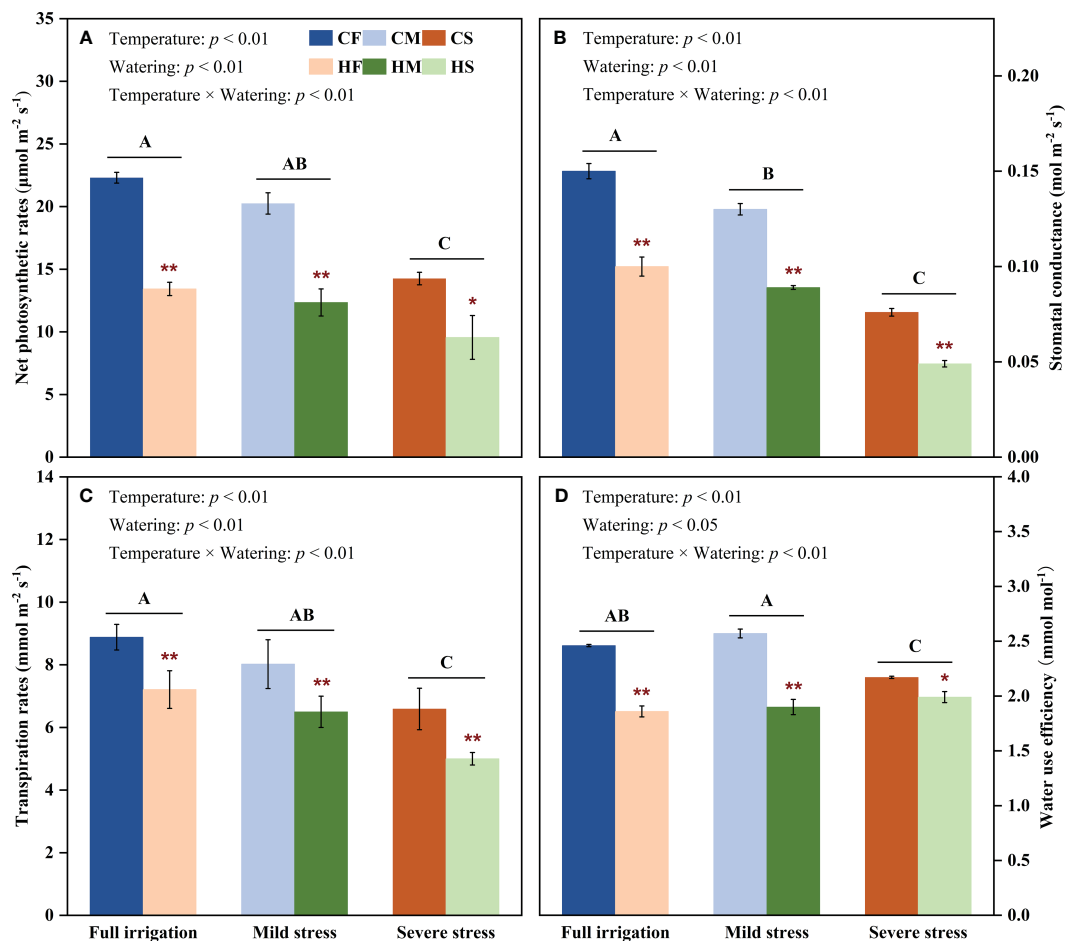 A
Temperature: p < 0.01
Watering: p < 0.01
Temperature × Watering: p < 0.01
CF CM CS
HF HM HS
Net photosynthetic rates (μmol m⁻² s⁻¹)
35
30
25
20
15
10
5
0
A
**
AB
**
C
*
B
Temperature: p < 0.01
Watering: p < 0.01
Temperature × Watering: p < 0.01
A
**
B
**
C
**
0.20
0.15
0.10
0.05
0.00
Stomatal conductance (mol m⁻² s⁻¹)
C
Temperature: p < 0.01
Watering: p < 0.01
Temperature × Watering: p < 0.01
Transpiration rates (mmol m⁻² s⁻¹)
14
12
10
8
6
4
2
0
A
**
AB
**
C
**
Full irrigation
Mild stress
Severe stress
D
Temperature: p < 0.01
Watering: p < 0.05
Temperature × Watering: p < 0.01
AB
**
A
**
C
*
4.0
3.5
3.0
2.5
2.0
1.5
1.0
0.5
0.0
Water use efficiency（mmol mol⁻¹)
Full irrigation
Mild stress
Severe stress